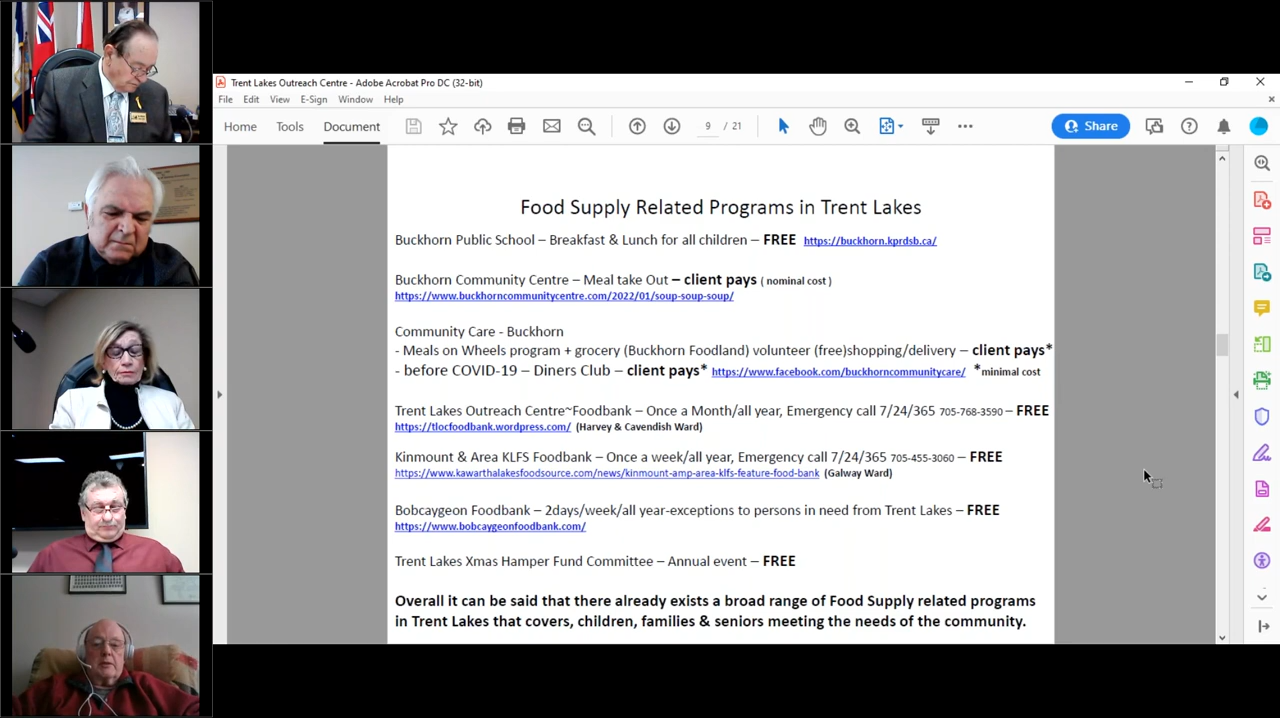 Trent Lakes Outreach Centre - Adobe Acrobat Pro DC (32-bit)
File Edit View E-Sign Window Help
Home Tools Document 9 / 21 Share
Food Supply Related Programs in Trent Lakes
Buckhorn Public School – Breakfast & Lunch for all children – FREE https://buckhorn.kprdsb.ca/
Buckhorn Community Centre – Meal take Out – client pays ( nominal cost )
https://www.buckhorncommunitycentre.com/2022/01/soup-soup-soup/
Community Care - Buckhorn
- Meals on Wheels program + grocery (Buckhorn Foodland) volunteer (free)shopping/delivery – client pays*
- before COVID-19 – Diners Club – client pays* https://www.facebook.com/buckhorncommunitycare/ *minimal cost
Trent Lakes Outreach Centre~Foodbank – Once a Month/all year, Emergency call 7/24/365 705-768-3590 – FREE
https://tlocfoodbank.wordpress.com/ (Harvey & Cavendish Ward)
Kinmount & Area KLFS Foodbank – Once a week/all year, Emergency call 7/24/365 705-455-3060 – FREE
https://www.kawarthalakesfoodsource.com/news/kinmount-amp-area-klfs-feature-food-bank (Galway Ward)
Bobcaygeon Foodbank – 2days/week/all year-exceptions to persons in need from Trent Lakes – FREE
https://www.bobcaygeonfoodbank.com/
Trent Lakes Xmas Hamper Fund Committee – Annual event – FREE
Overall it can be said that there already exists a broad range of Food Supply related programs
in Trent Lakes that covers, children, families & seniors meeting the needs of the community.